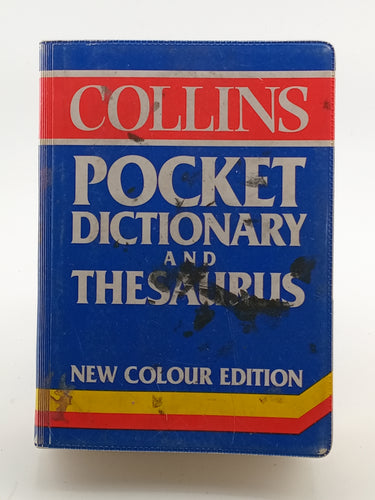 COLLINS
POCKET
DICTIONARY
AND
THESAURUS
NEW COLOUR EDITION